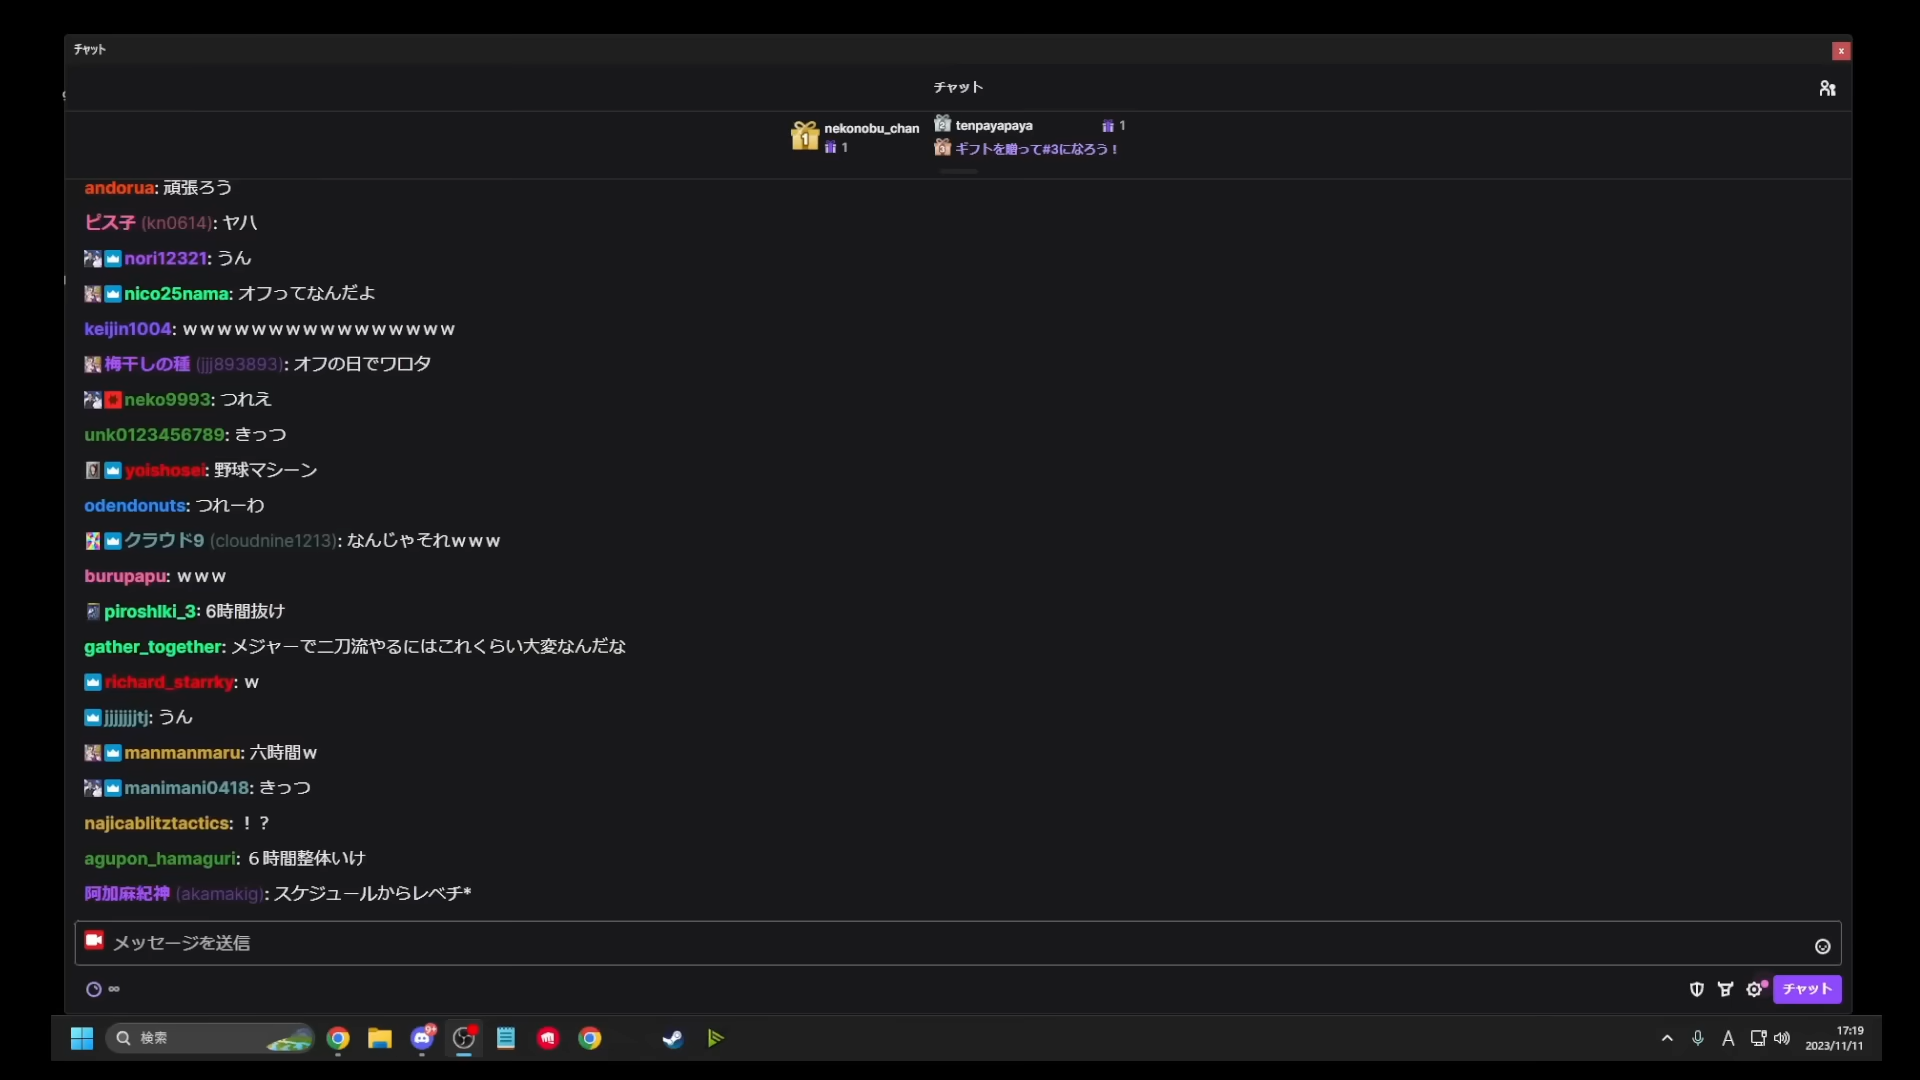 チャット
x
チャット
1 nekonobu_chan
1
2 tenpayapaya 1
3 ギフトを贈って#3になろう！
andorua: 頑張ろう
ピス子 (kn0614): ヤハ
nori12321: うん
nico25nama: オフってなんだよ
keijin1004: ｗｗｗｗｗｗｗｗｗｗｗｗｗｗｗｗ
梅干しの種 (jjj893893): オフの日でワロタ
neko9993: つれえ
unk0123456789: きっつ
yoishosei: 野球マシーン
odendonuts: つれーわ
クラウド9 (cloudnine1213): なんじゃそれｗｗｗ
burupapu: ｗｗｗ
piroshlki_3: 6時間抜け
gather_together: メジャーで二刀流やるにはこれくらい大変なんだな
richard_starrky: w
jjjjjjjtj: うん
manmanmaru: 六時間w
manimani0418: きっつ
najicablitztactics: ！？
agupon_hamaguri: ６時間整体いけ
阿加麻紀神 (akamakig): スケジュールからレベチ*
メッセージを送信
∞
チャット
検索
9+
A
17:19
2023/11/11